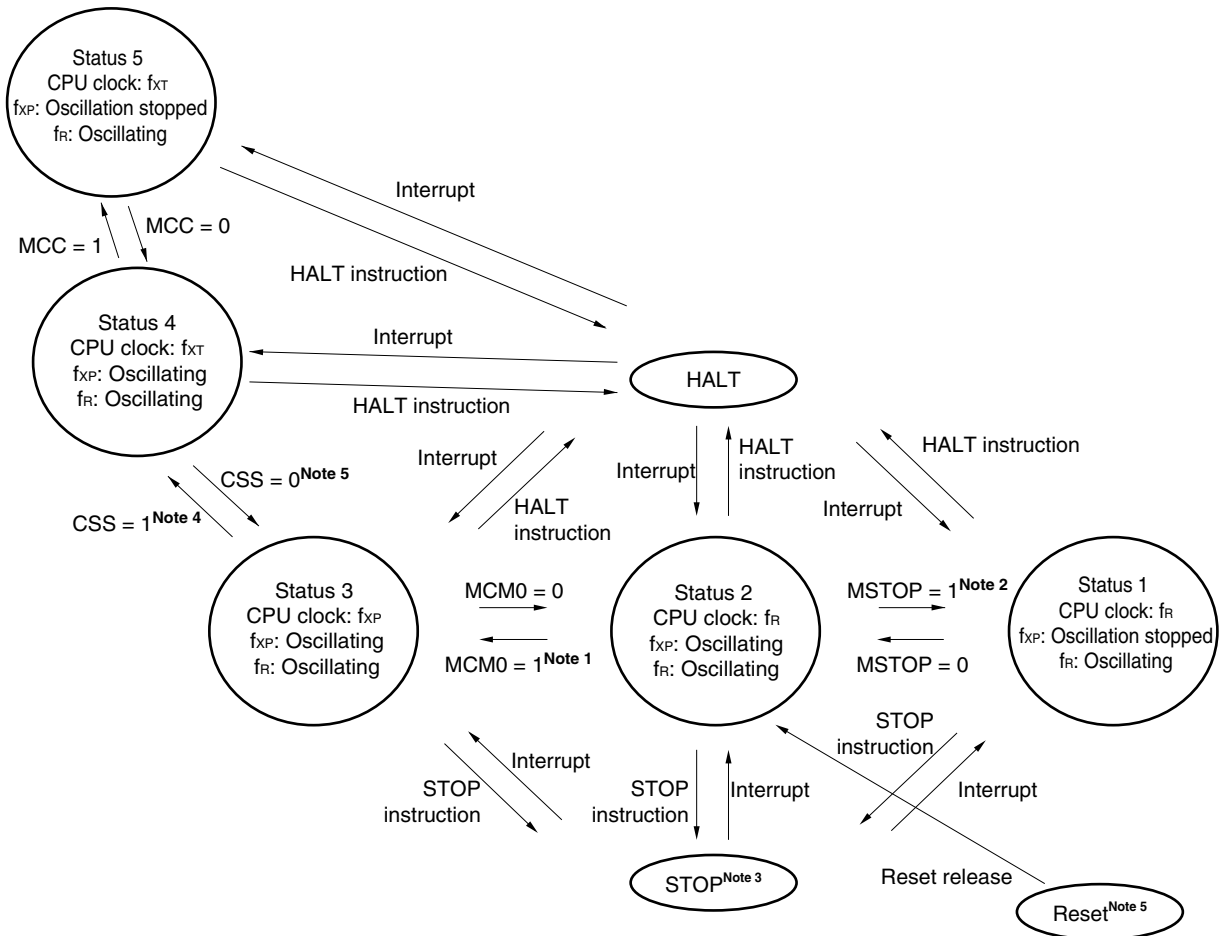 Status 5
CPU clock: fXT
fXP: Oscillation stopped
fR: Oscillating
Interrupt
MCC = 0
MCC = 1
HALT instruction
Status 4
CPU clock: fXT
fXP: Oscillating
fR: Oscillating
Interrupt
HALT
HALT instruction
CSS = 0Note 5
CSS = 1Note 4
Interrupt
HALT
instruction
Interrupt
HALT
instruction
HALT instruction
Interrupt
Status 3
CPU clock: fXP
fXP: Oscillating
fR: Oscillating
MCM0 = 0
MCM0 = 1Note 1
Status 2
CPU clock: fR
fXP: Oscillating
fR: Oscillating
MSTOP = 1Note 2
MSTOP = 0
Status 1
CPU clock: fR
fXP: Oscillation stopped
fR: Oscillating
STOP
instruction
Interrupt
STOP
instruction
Interrupt
STOP
instruction
Interrupt
STOPNote 3
Reset release
ResetNote 5